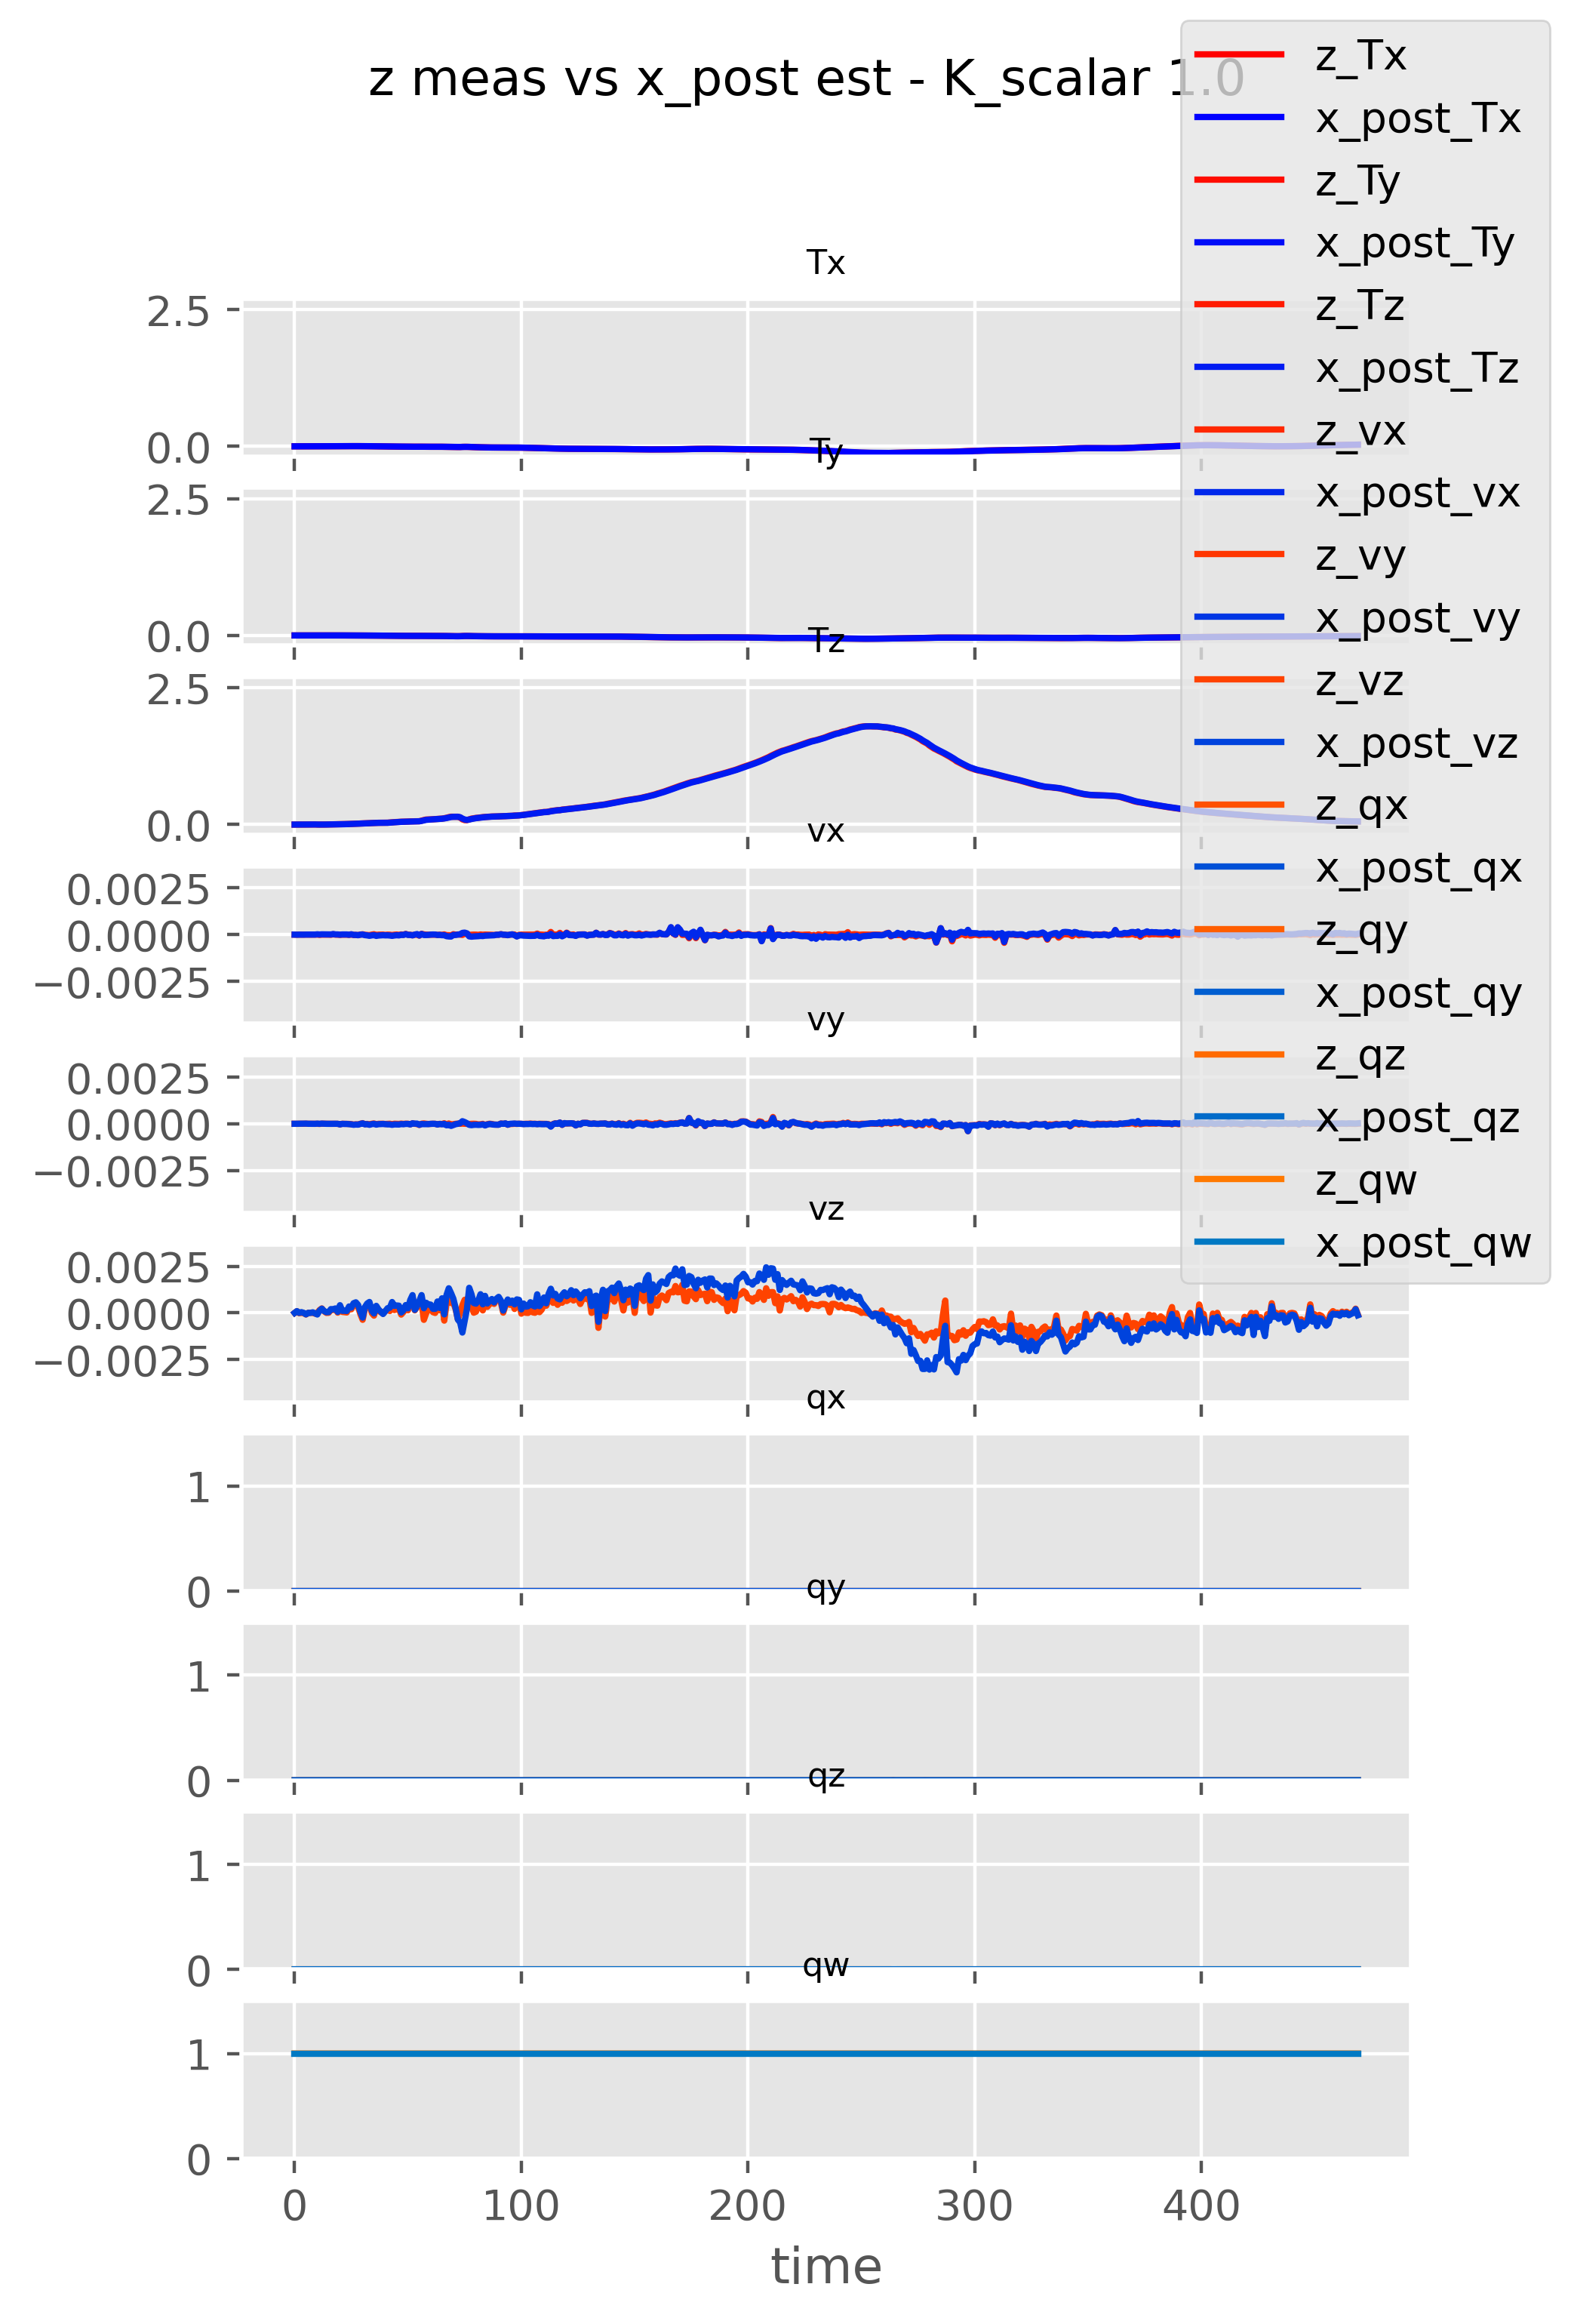 z meas vs x_post est - K_scalar 1.0
z_Tx
x_post_Tx
z_Ty
x_post_Ty
z_Tz
x_post_Tz
z_vx
x_post_vx
z_vy
x_post_vy
z_vz
x_post_vz
z_qx
x_post_qx
z_qy
x_post_qy
z_qz
x_post_qz
z_qw
x_post_qw
Tx
2.5
0.0
Ty
2.5
0.0
Tz
2.5
0.0
vx
0.0025
0.0000
−0.0025
vy
0.0025
0.0000
−0.0025
vz
0.0025
0.0000
−0.0025
qx
1
0
qy
1
0
qz
1
0
qw
1
0
0 100 200 300 400
time